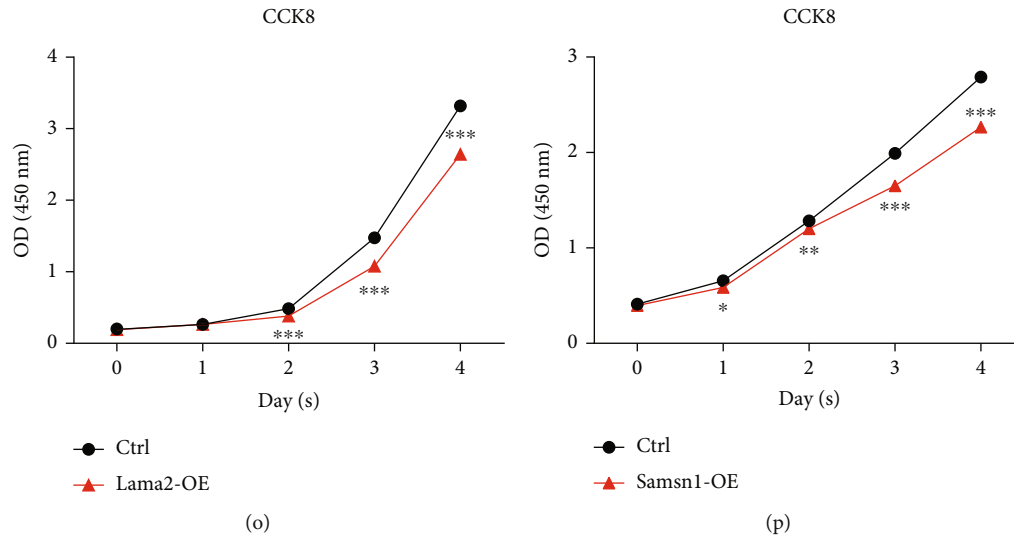 CCK8
4
3
2
1
0
OD (450 nm)
***
***
***
0 1 2 3 4
Day (s)
Ctrl
Lama2-OE
(o)
CCK8
3
2
1
0
OD (450 nm)
***
***
**
*
0 1 2 3 4
Day (s)
Ctrl
Samsn1-OE
(p)